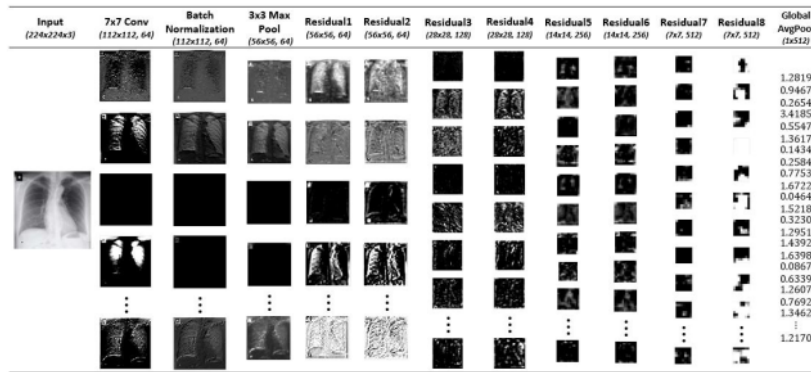 Input
(224x224x3)
7x7 Conv
(112x112, 64)
Batch
Normalization
(112x112, 64)
3x3 Max
Pool
(56x56, 64)
Residual1
(56x56, 64)
Residual2
(56x56, 64)
Residual3
(28x28, 128)
Residual4
(28x28, 128)
Residual5
(14x14, 256)
Residual6
(14x14, 256)
Residual7
(7x7, 512)
Residual8
(7x7, 512)
Global
AvgPool
(1x512)
1.2819
0.9467
0.2654
3.4185
0.5547
1.3617
0.1434
0.2584
0.7753
1.6722
0.0464
1.5218
0.3230
1.2951
1.4392
1.6398
0.0867
0.6339
1.2607
0.7692
1.3462
⋮
1.2170